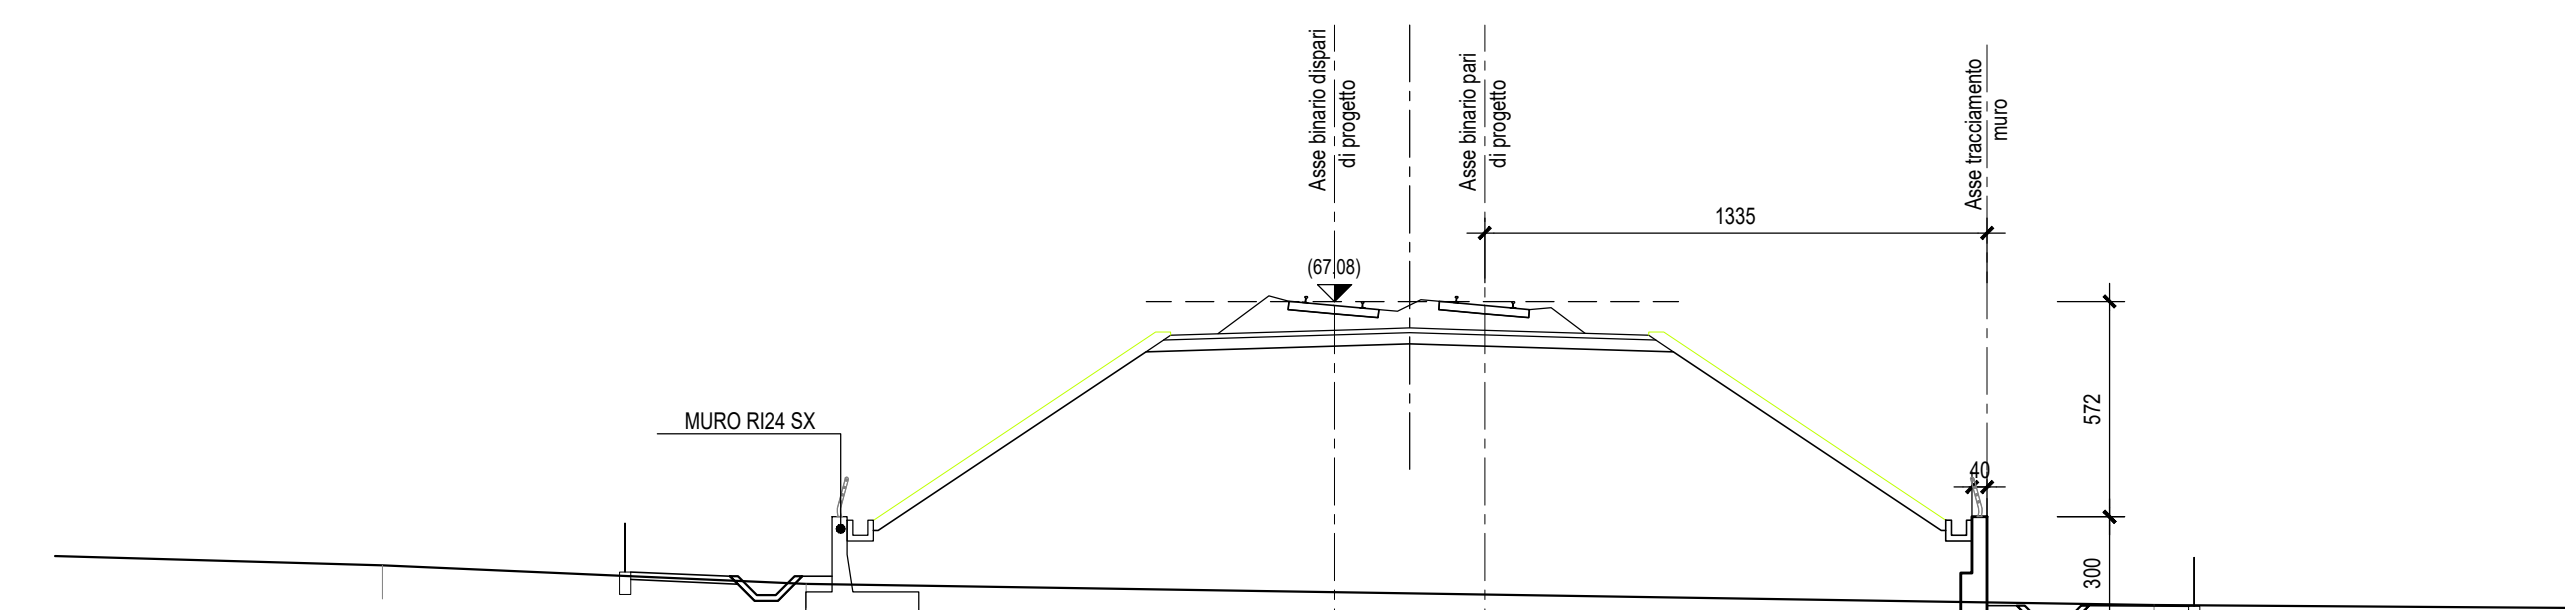 Asse binario dispari
di progetto
Asse binario pari
di progetto
Asse tracciamento
muro
1335
(67.08)
572
MURO RI24 SX
40
300